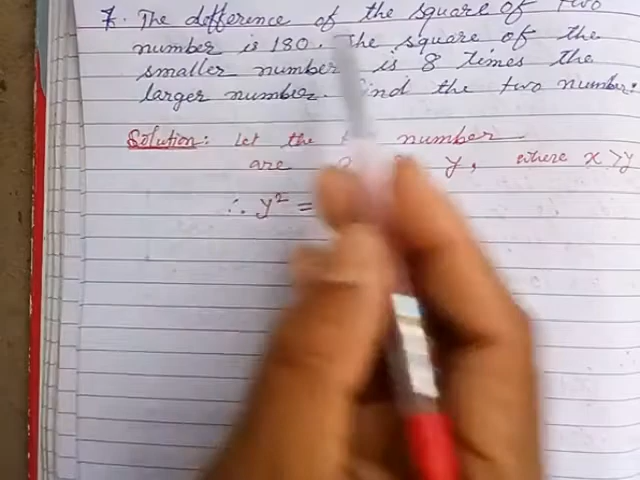 7. The difference of the square of two
number is 180. The square of the
smaller number is 8 times the
larger number. Find the two number.
Solution: Let the number
are y, where x > y
∴ y² =